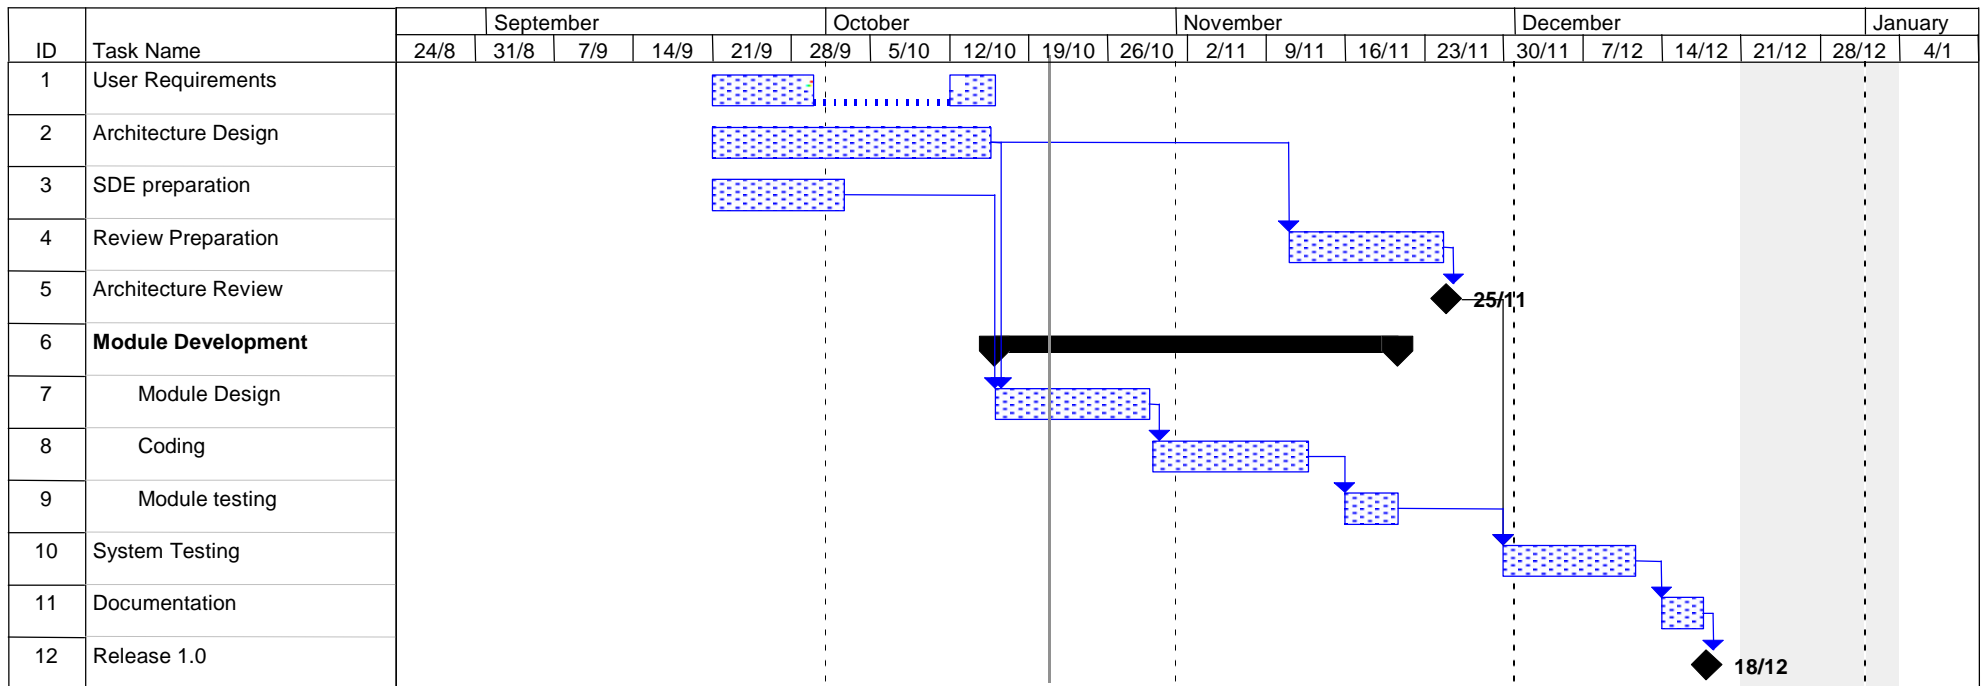 September October November December January
ID Task Name 24/8 31/8 7/9 14/9 21/9 28/9 5/10 12/10 19/10 26/10 2/11 9/11 16/11 23/11 30/11 7/12 14/12 21/12 28/12 4/1
1 User Requirements
2 Architecture Design
3 SDE preparation
4 Review Preparation
5 Architecture Review 25/11
6 Module Development
7 Module Design
8 Coding
9 Module testing
10 System Testing
11 Documentation
12 Release 1.0 18/12